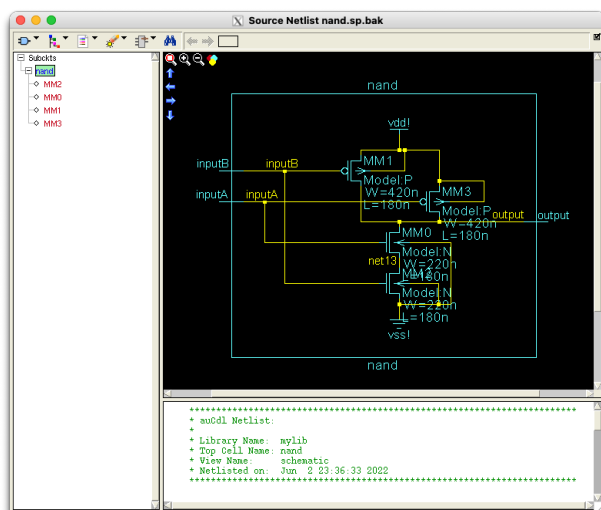 Source Netlist nand.sp.bak
Subckts
nand
MM2
MM0
MM1
MM3
nand
vdd!
inputB
inputB
MM1
Model:P
W=420n
L=180n
inputA
inputA
MM3
Model:P
W=420n
L=180n
output
output
MM0
Model:N
W=220n
L=180n
net13
MM2
Model:N
W=220n
L=180n
vss!
nand
**********************************************************************
* auCdl Netlist:
*
* Library Name: mylib
* Top Cell Name: nand
* View Name: schematic
* Netlisted on: Jun 2 23:36:33 2022
**********************************************************************